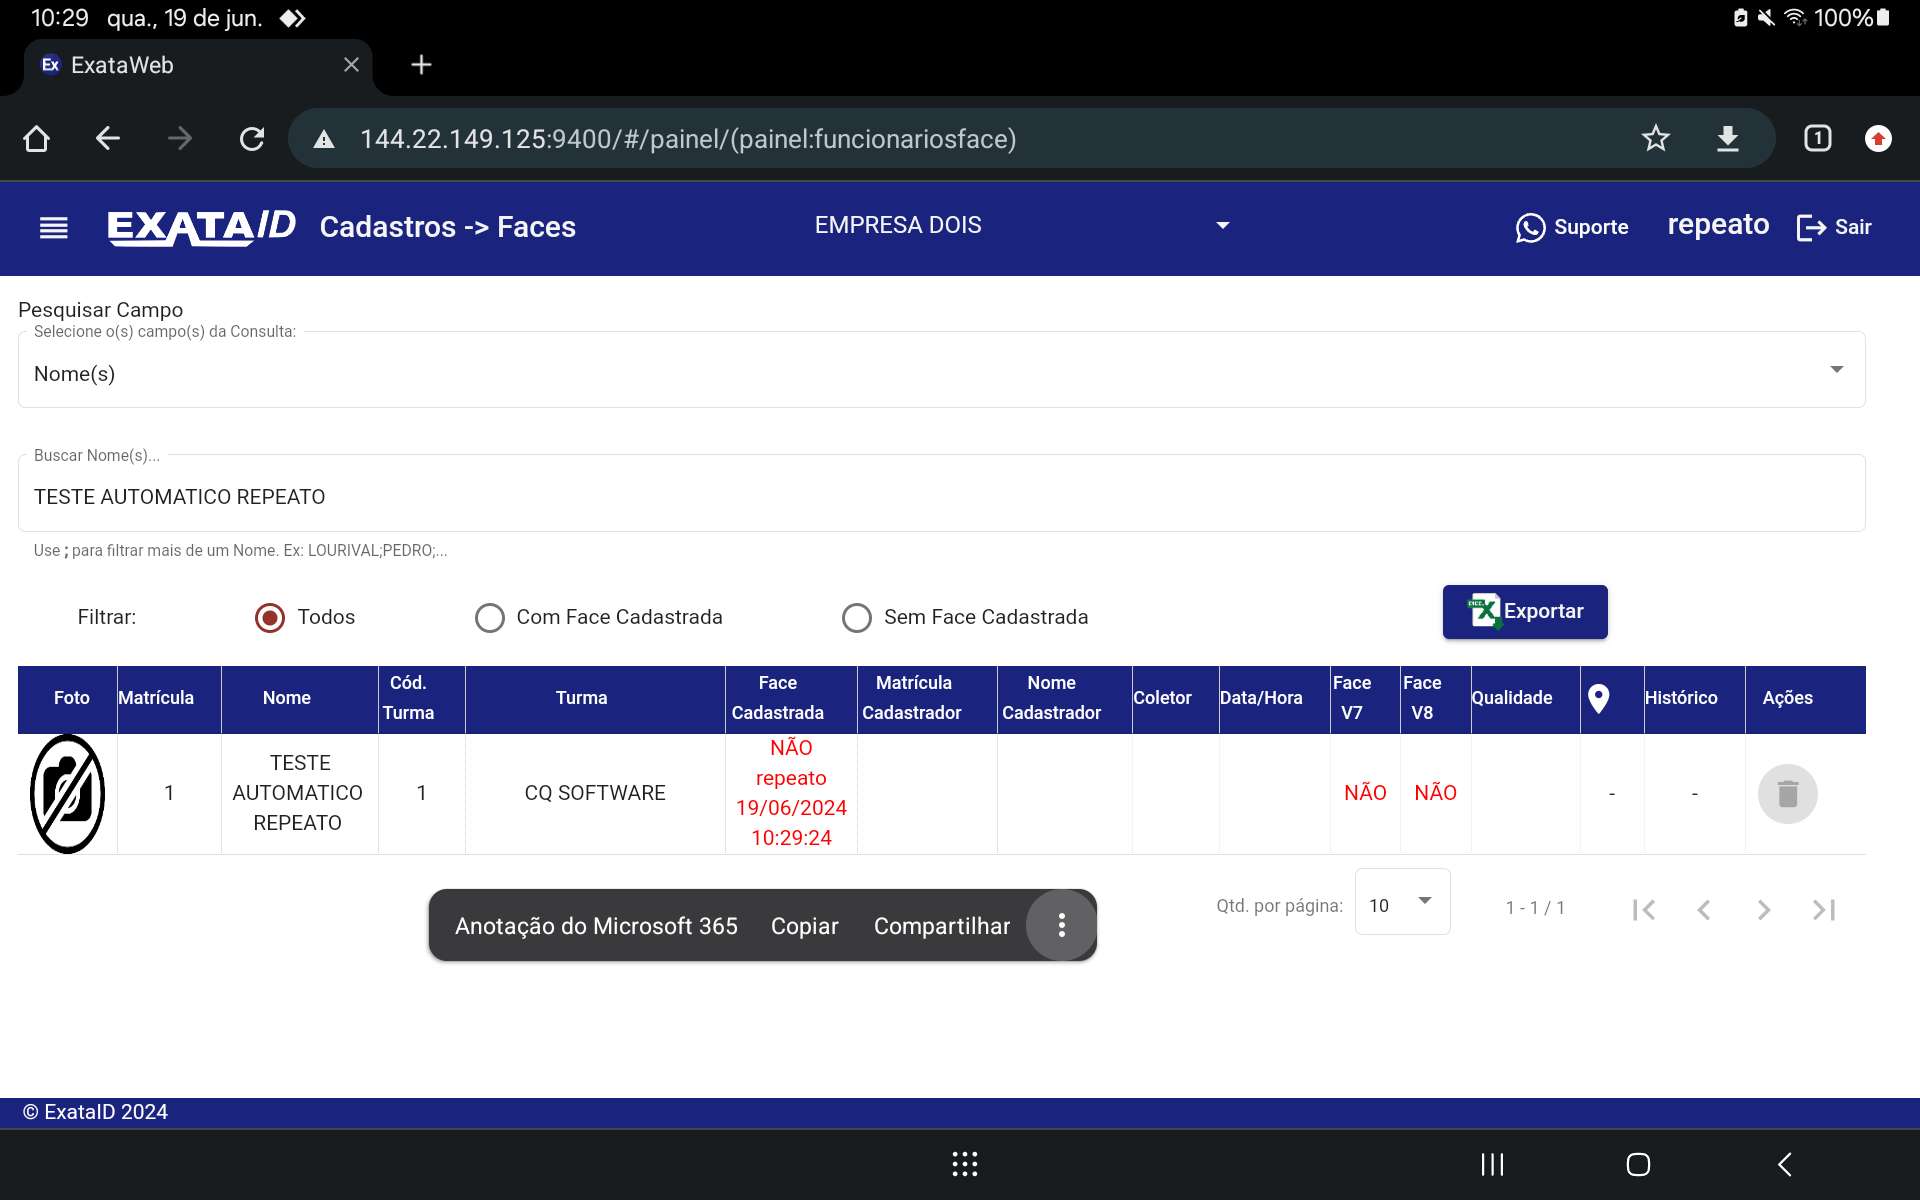 10:29 qua., 19 de jun. 100%
Ex ExataWeb
144.22.149.125:9400/#/painel/(painel:funcionariosface) 1
EXATA/ID Cadastros -> Faces EMPRESA DOIS Suporte repeato Sair
Pesquisar Campo
Selecione o(s) campo(s) da Consulta:
Nome(s)
Buscar Nome(s)...
TESTE AUTOMATICO REPEATO
Use ; para filtrar mais de um Nome. Ex: LOURIVAL;PEDRO;...
Filtrar: Todos Com Face Cadastrada Sem Face Cadastrada Exportar
Foto Matrícula Nome Cód. Turma Turma Face Cadastrada Matrícula Cadastrador Nome Cadastrador Coletor Data/Hora Face V7 Face V8 Qualidade Histórico Ações
1 TESTE AUTOMATICO REPEATO 1 CQ SOFTWARE NÃO repeato 19/06/2024 10:29:24 NÃO NÃO - -
Anotação do Microsoft 365 Copiar Compartilhar
Qtd. por página: 10 1 - 1 / 1
© ExataID 2024